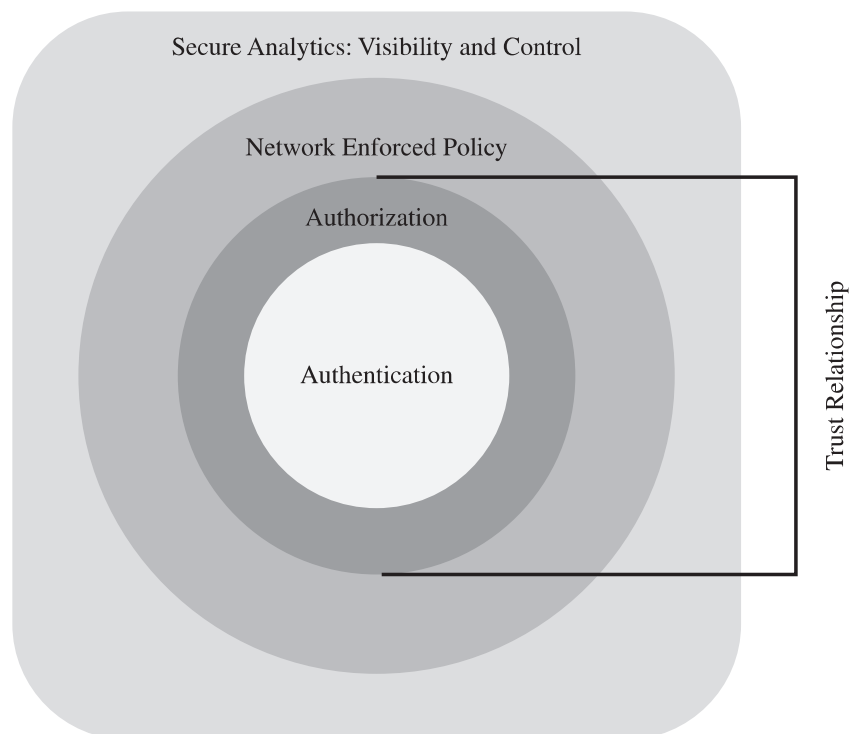 Secure Analytics: Visibility and Control
Network Enforced Policy
Authorization
Authentication
Trust Relationship